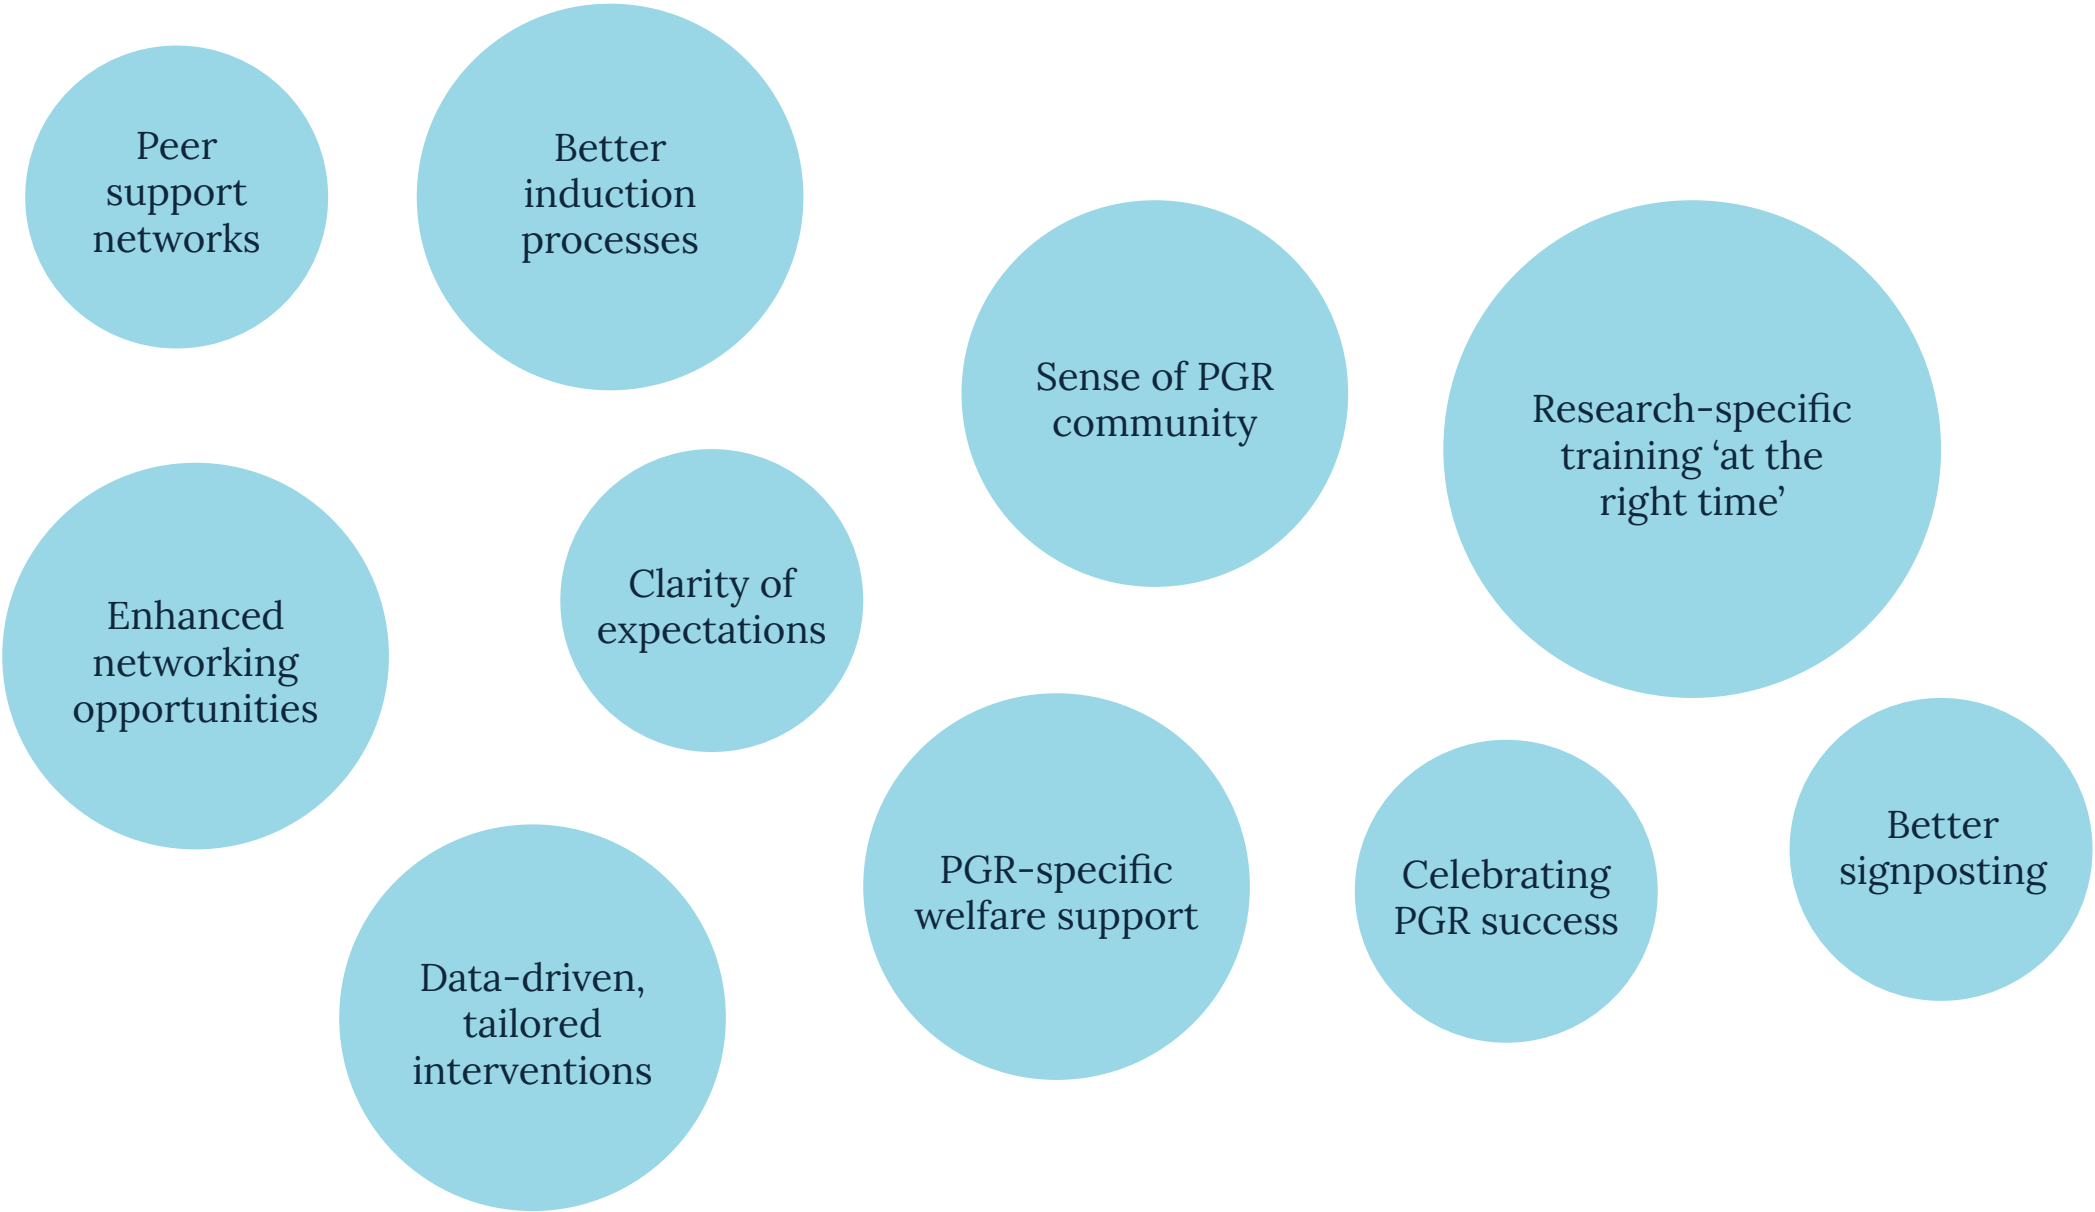 Peer
support
networks
Better
induction
processes
Sense of PGR
community
Research-specific
training ‘at the
right time’
Enhanced
networking
opportunities
Clarity of
expectations
PGR-specific
welfare support
Celebrating
PGR success
Better
signposting
Data-driven,
tailored
interventions